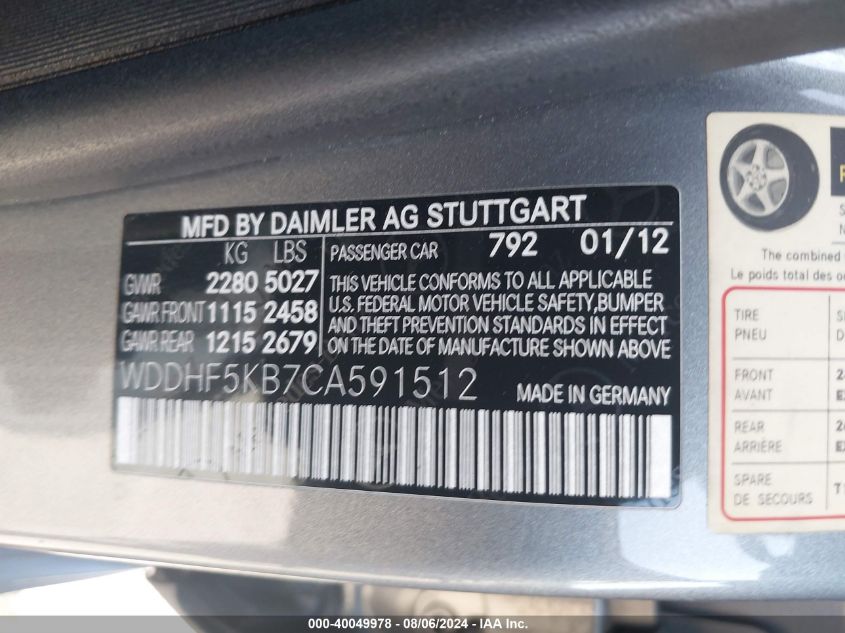 MFD BY DAIMLER AG STUTTGART
KG LBS PASSENGER CAR 792 01/12
GVWR 2280 5027
GAWR FRONT 1115 2458
GAWR REAR 1215 2679
THIS VEHICLE CONFORMS TO ALL APPLICABLE
U.S. FEDERAL MOTOR VEHICLE SAFETY,BUMPER
AND THEFT PREVENTION STANDARDS IN EFFECT
ON THE DATE OF MANUFACTURE SHOWN ABOVE
WDDHF5KB7CA591512 MADE IN GERMANY
The combined
Le poids total des
TIRE
PNEU
FRONT
AVANT
REAR
ARRIÈRE
SPARE
DE SECOURS
000-40049978 - 08/06/2024 - IAA Inc.